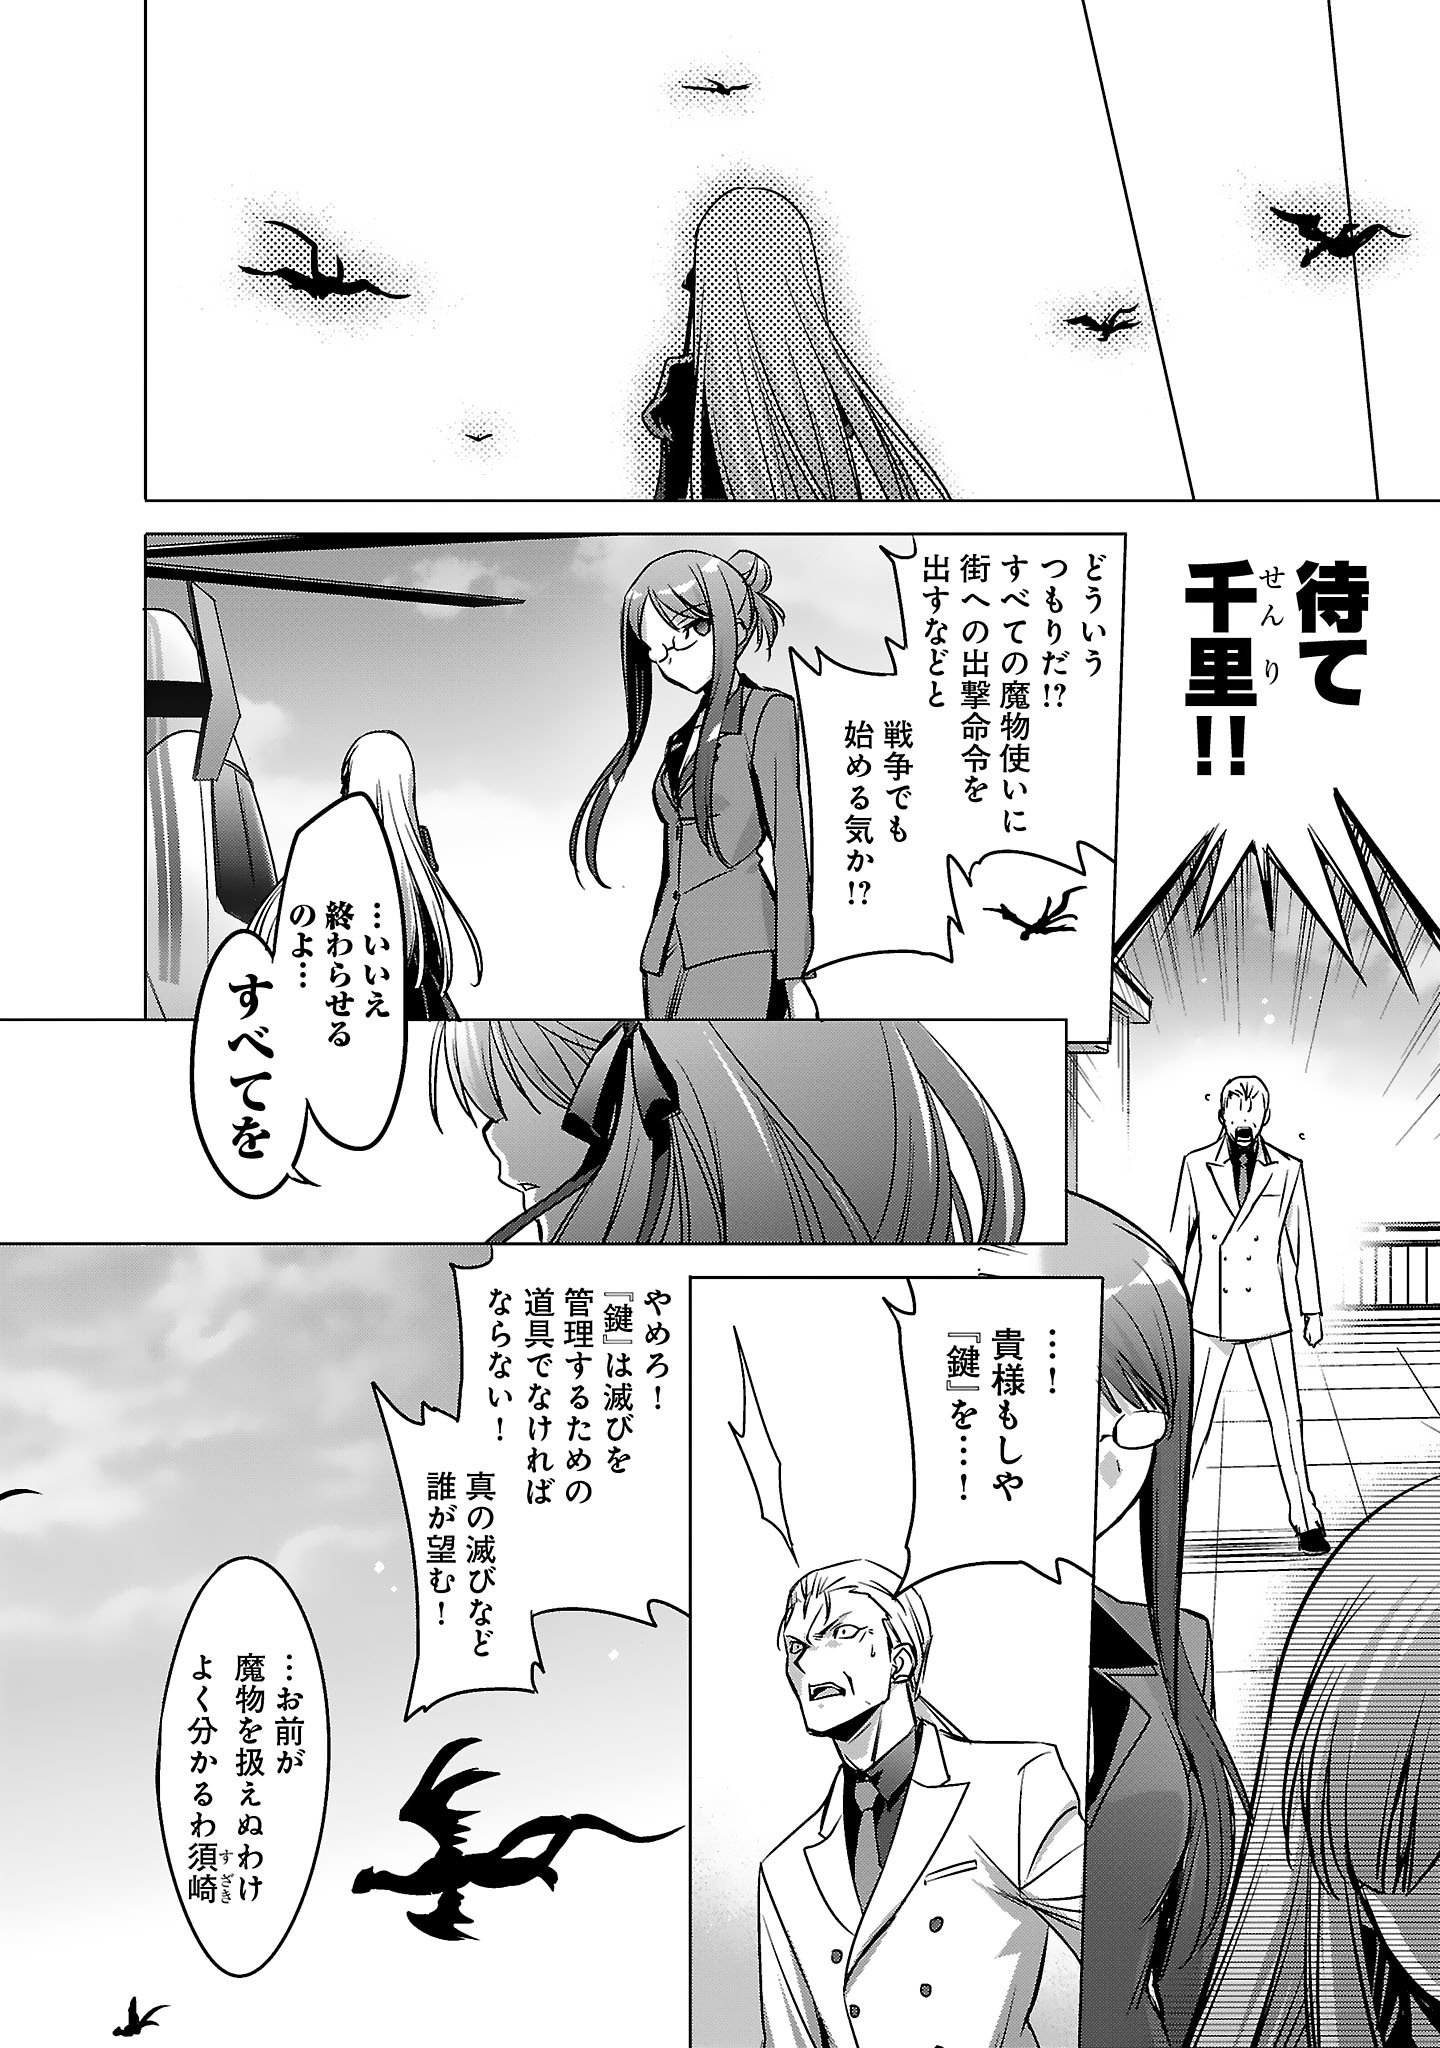 待て
千里!!
せんり
どういう
つもりだ!?
すべての魔物使いに
街への出撃命令を
出すなどと
戦争でも
始める気か!?
…いいえ
終わらせる
のよ…
すべてを
…!
貴様もしや
『鍵』を…!
やめろ!
『鍵』は滅びを
管理するための
道具でなければ
ならない!
真の滅びなど
誰が望む!
…お前が
魔物を扱えぬわけ
よく分かるわ須崎
すざき